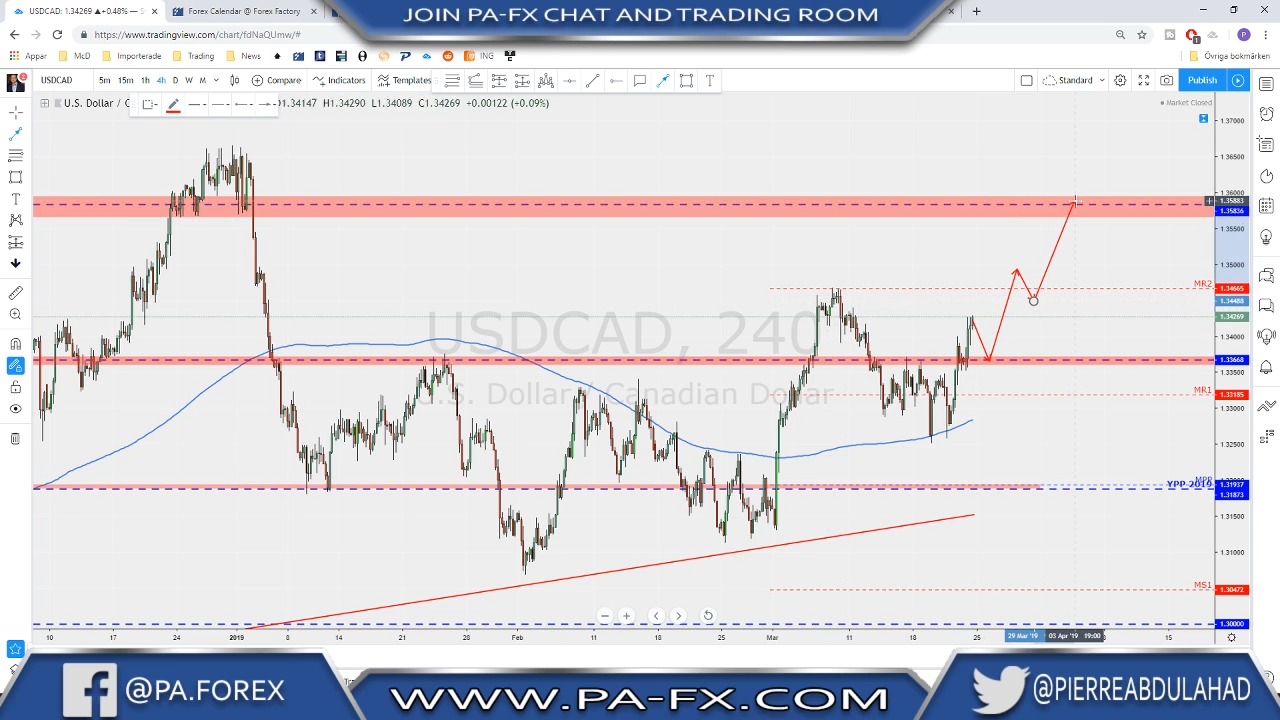 JOIN PA-FX CHAT AND TRADING ROOM
USDCAD: 1.34269 ▲+0.48%
Forex Calendar @ Forex Factory
https://www.tradingview.com/chart/fdNaQUmw/#
Appar
McD
Importerade
Trading
News
ING
Övriga bokmärken
USDCAD
5m 15m 1h 4h D W M
Compare
Indicators
Templates
Standard
Publish
U.S. Dollar / C
1.34147 H1.34290 L1.34089 C1.34269 +0.00122 (+0.09%)
Market Closed
USDCAD, 240
U.S. Dollar / Canadian Dollar
1.37000
1.36500
1.36000
1.35883
1.35836
1.35500
1.35000
MR2
1.34665
1.34488
1.34269
1.34000
1.33668
1.33500
MR1
1.33185
1.33000
1.32500
MPP
1.31937
YPP 2019
1.31873
1.31500
1.31000
MS1
1.30472
1.30000
10 17 24 2019 8 14 21 28 Feb 11 18 25 Mar 11 18 25 29 Mar '19 03 Apr '19 19:00 15
@PA.FOREX
WWW.PA-FX.COM
@PIERREABDULAHAD